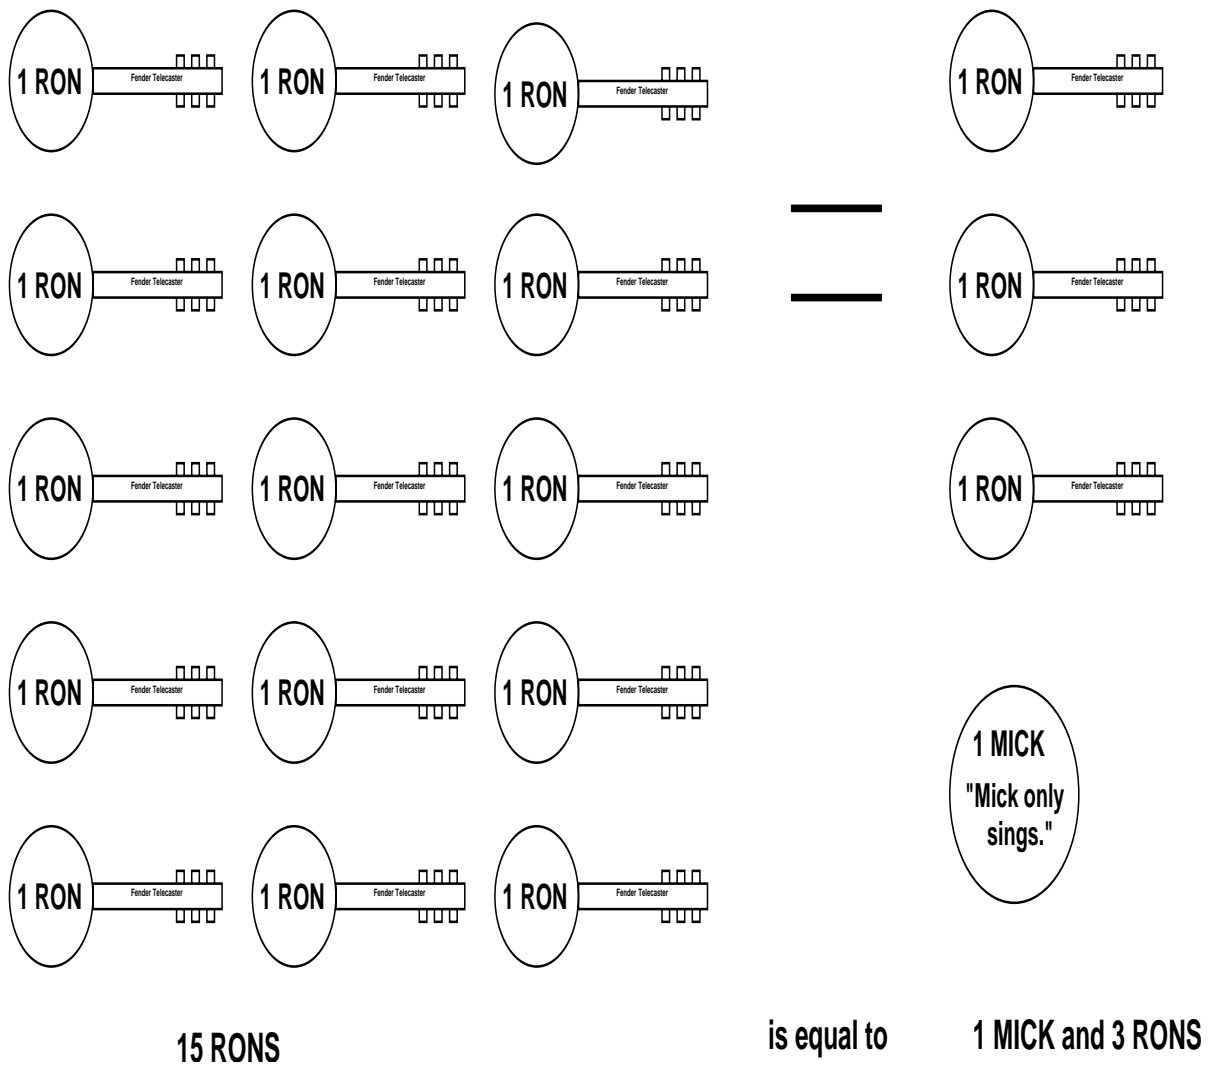 1 RON Fender Telecaster 1 RON Fender Telecaster 1 RON Fender Telecaster 1 RON Fender Telecaster
1 RON Fender Telecaster 1 RON Fender Telecaster 1 RON Fender Telecaster 1 RON Fender Telecaster
1 RON Fender Telecaster 1 RON Fender Telecaster 1 RON Fender Telecaster 1 RON Fender Telecaster
1 RON Fender Telecaster 1 RON Fender Telecaster 1 RON Fender Telecaster
1 MICK
"Mick only
sings."
1 RON Fender Telecaster 1 RON Fender Telecaster 1 RON Fender Telecaster
15 RONS is equal to 1 MICK and 3 RONS